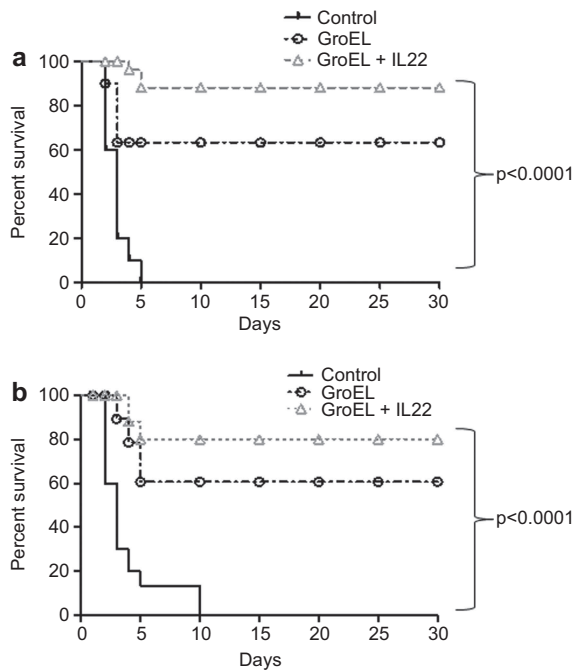 a
Control
GroEL
GroEL + IL22
Percent survival
100
80
60
40
20
0
0 5 10 15 20 25 30
Days
p<0.0001
b
Control
GroEL
GroEL + IL22
Percent survival
100
80
60
40
20
0
0 5 10 15 20 25 30
Days
p<0.0001